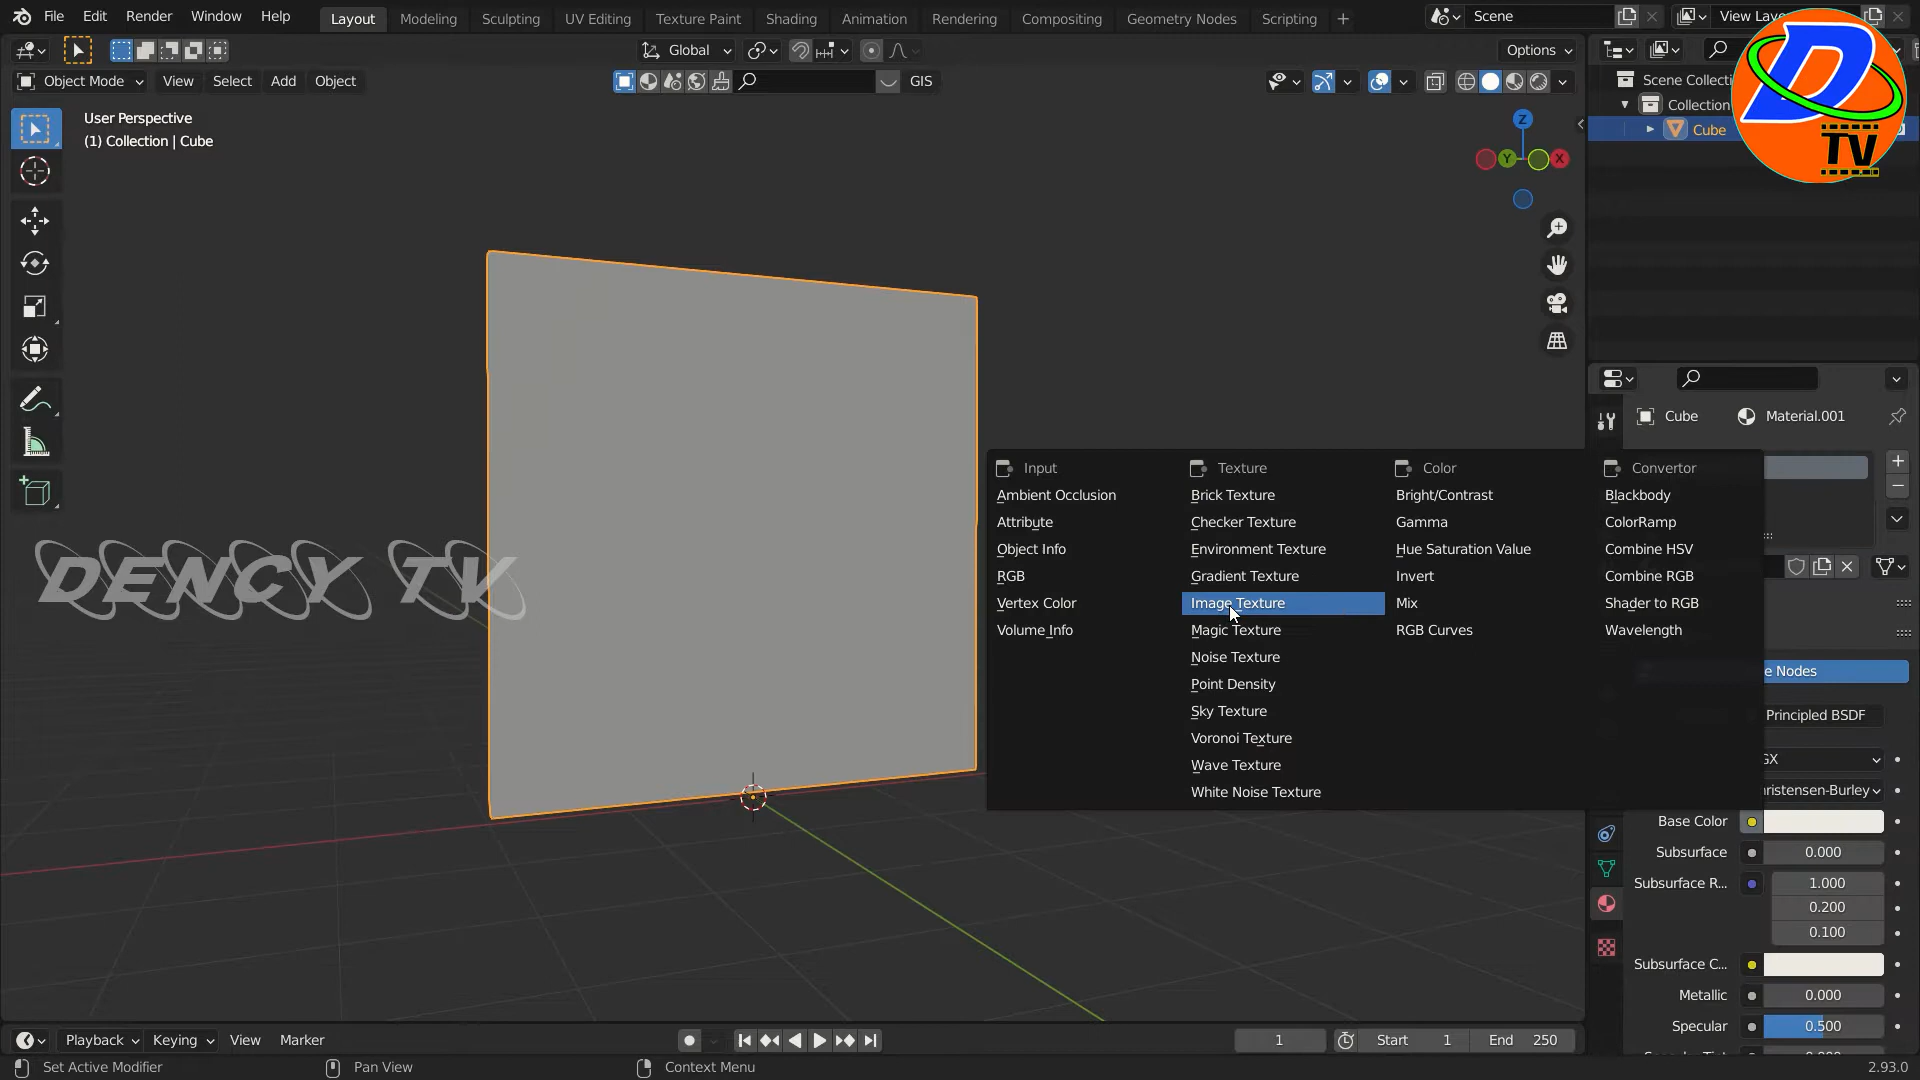 File Edit Render Window Help Layout Modeling Sculpting UV Editing Texture Paint Shading Animation Rendering Compositing Geometry Nodes Scripting + Scene
Global Options
Object Mode View Select Add Object GIS
User Perspective
(1) Collection | Cube
Z
Y
X
Scene Collecti
Collection
Cube
D
TV
DENCY TV
Cube Material.001
Input
Ambient Occlusion
Attribute
Object Info
RGB
Vertex Color
Volume Info
Texture
Brick Texture
Checker Texture
Environment Texture
Gradient Texture
Image Texture
Magic Texture
Noise Texture
Point Density
Sky Texture
Voronoi Texture
Wave Texture
White Noise Texture
Color
Bright/Contrast
Gamma
Hue Saturation Value
Invert
Mix
RGB Curves
Convertor
Blackbody
ColorRamp
Combine HSV
Combine RGB
Shader to RGB
Wavelength
e Nodes
Principled BSDF
GX
hristensen-Burley
Base Color
Subsurface 0.000
Subsurface R... 1.000
0.200
0.100
Subsurface C...
Metallic 0.000
Specular 0.500
Playback Keying View Marker 1 Start 1 End 250
Set Active Modifier Pan View Context Menu 2.93.0